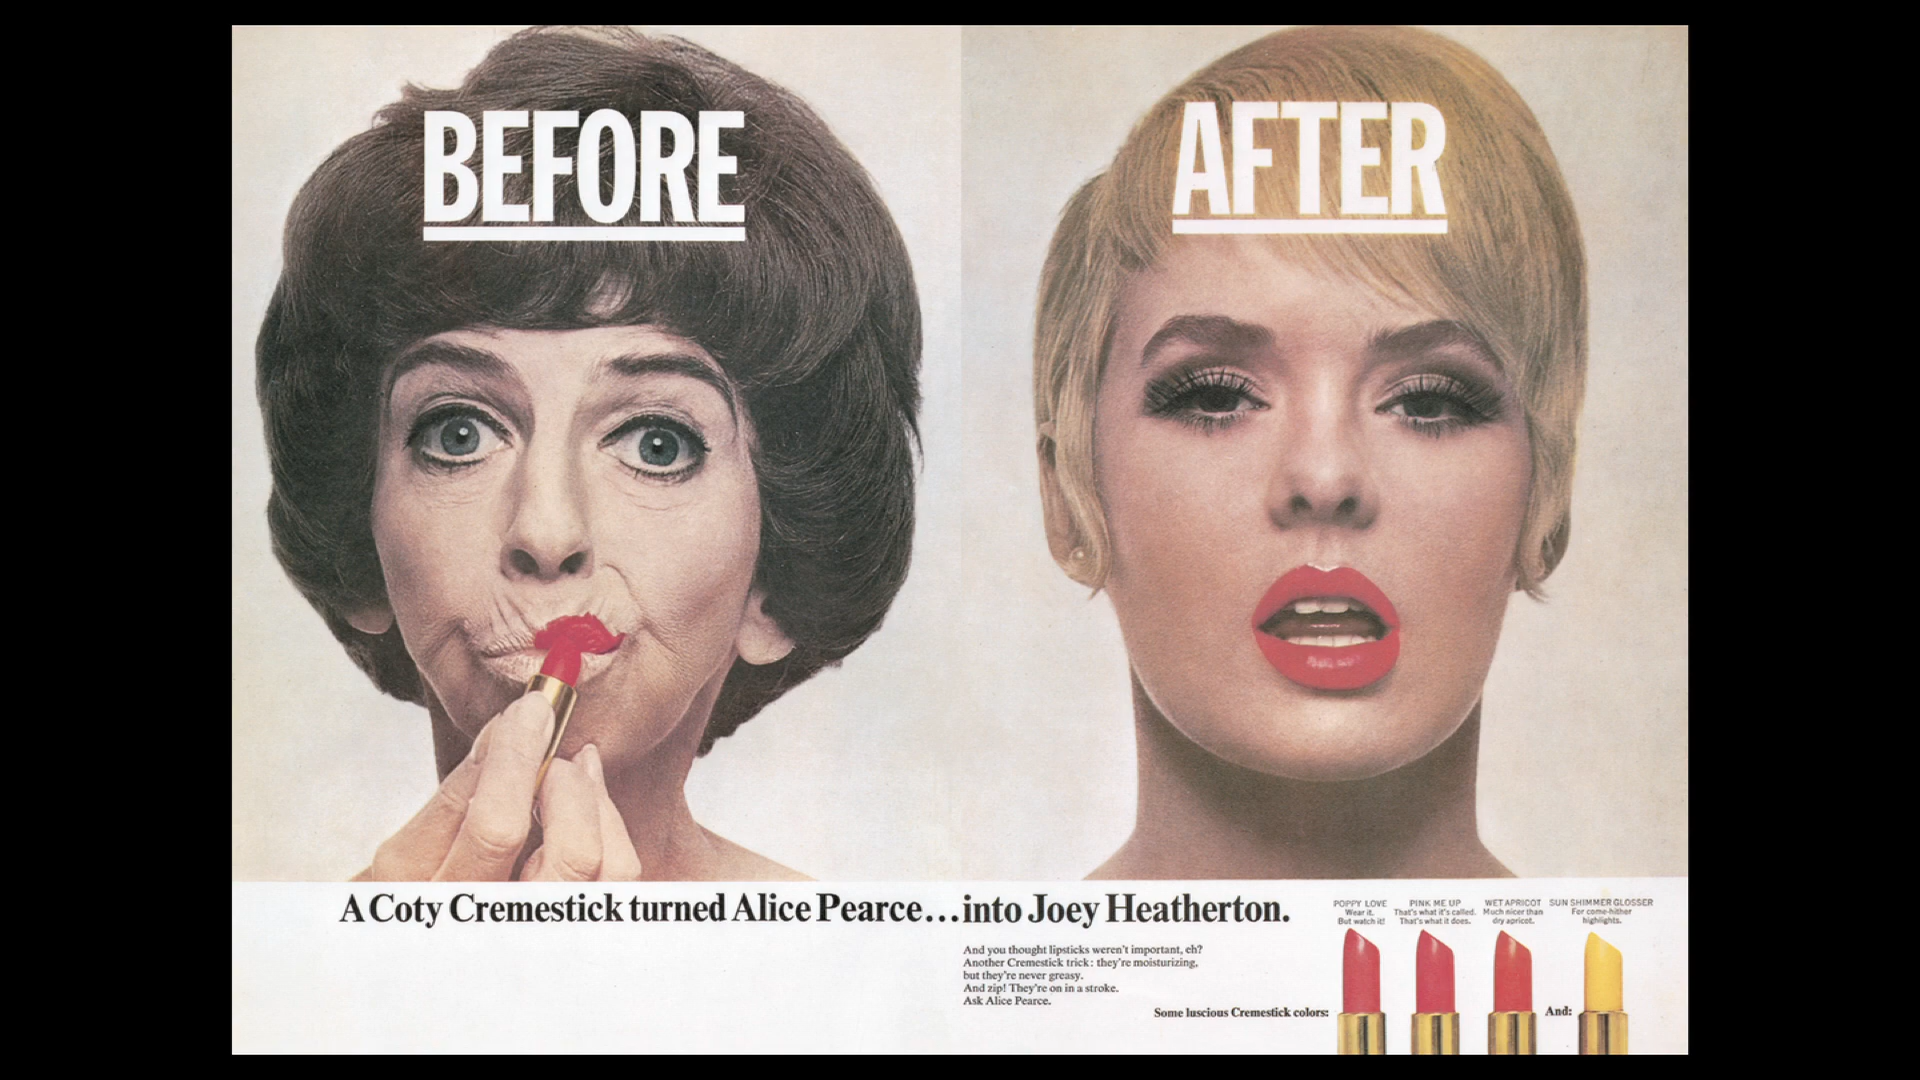 BEFORE
AFTER
A Coty Cremestick turned Alice Pearce...into Joey Heatherton.
And you thought lipsticks weren't important, eh?
Another Cremestick trick: they're moisturizing,
but they're never greasy.
And zip! They're on in a stroke.
Ask Alice Pearce.
Some luscious Cremestick colors:
POPPY LOVE
Wear it.
But watch it!
PINK ME UP
That's what it's called.
That's what it does.
WET APRICOT
Much nicer than
dry apricot.
And:
SUN SHIMMER GLOSSER
For come-hither
highlights.